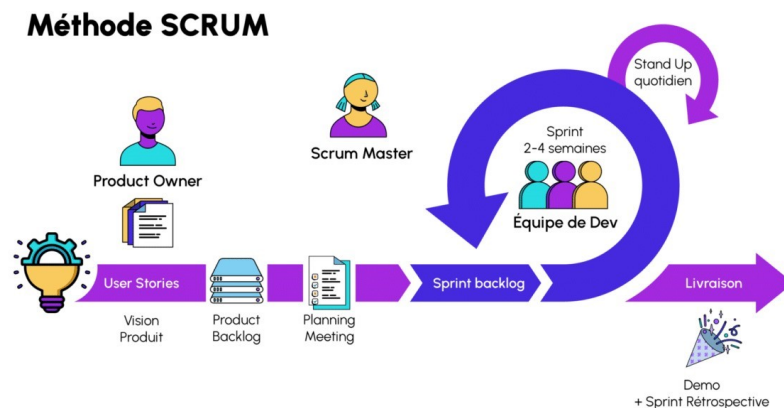 Méthode SCRUM
Stand Up
quotidien
Sprint
2-4 semaines
Product Owner
Scrum Master
Équipe de Dev
User Stories
Sprint backlog
Livraison
Vision
Produit
Product
Backlog
Planning
Meeting
Demo
+ Sprint Rétrospective